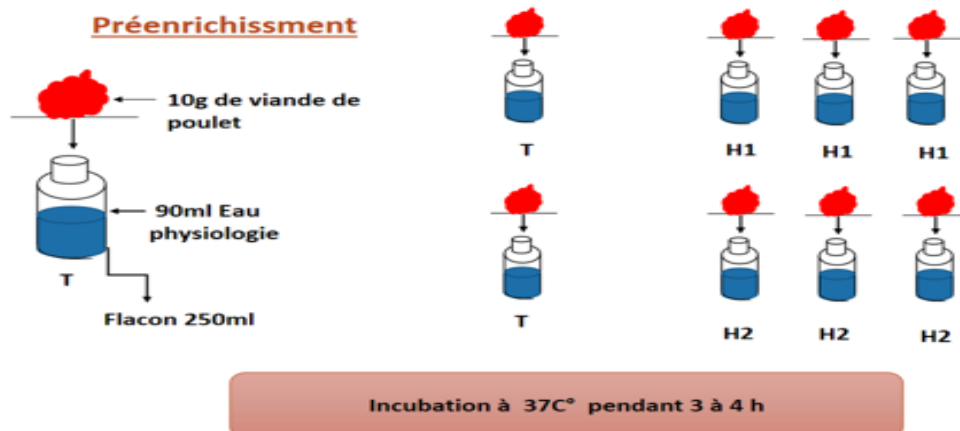 Préenrichissment
10g de viande de
poulet
90ml Eau
physiologie
T
Flacon 250ml
T
H1
H1
H1
T
H2
H2
H2
Incubation à 37C° pendant 3 à 4 h